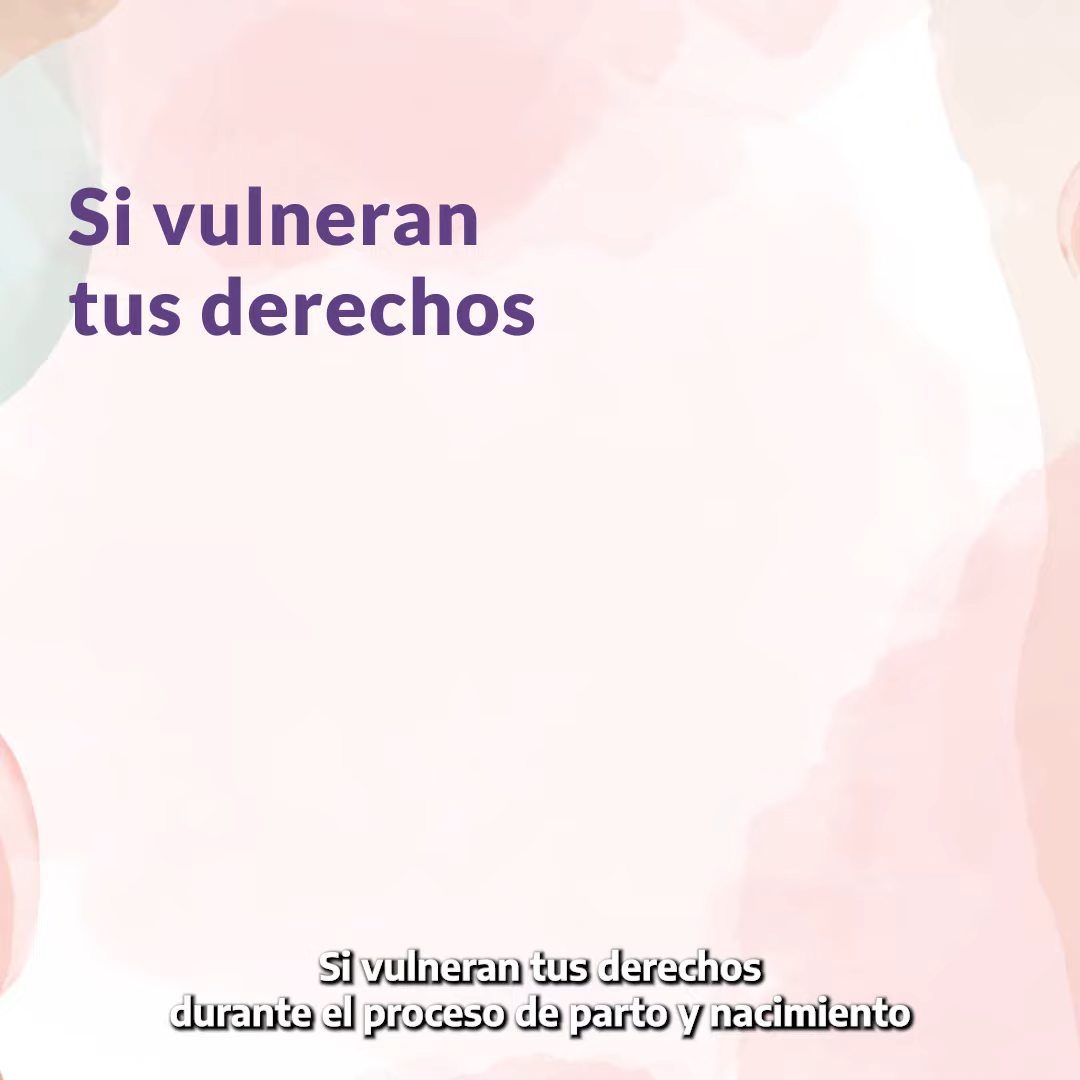 Si vulneran
tus derechos
Si vulneran tus derechos
durante el proceso de parto y nacimiento